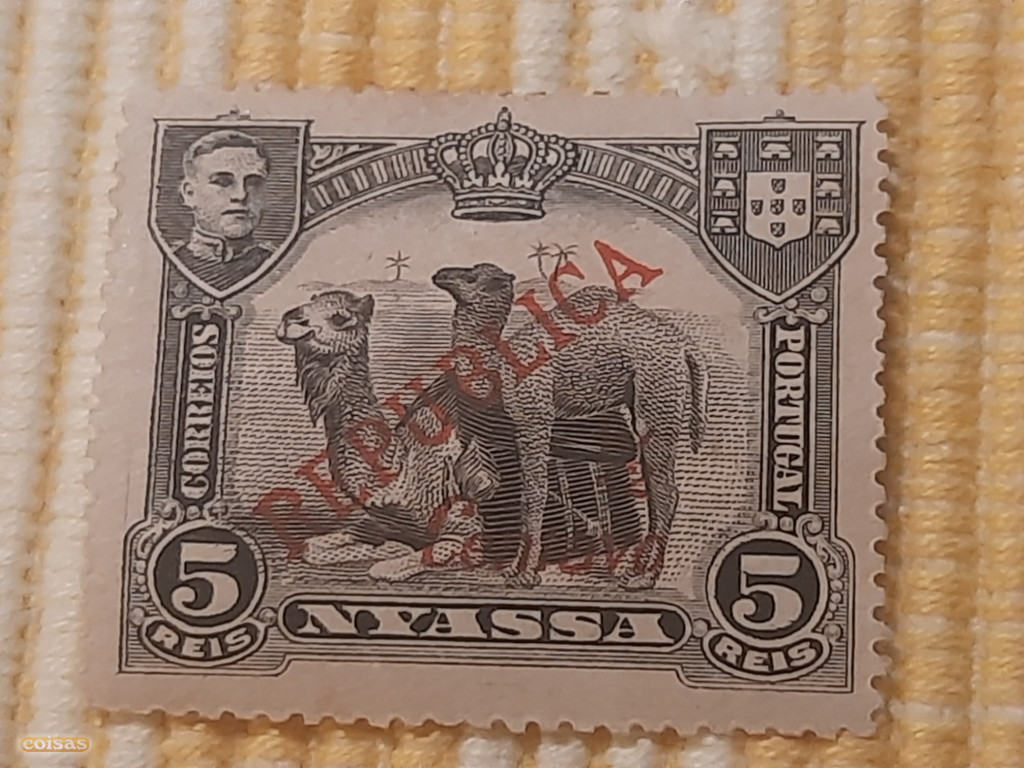 REPUBLICA
CORREIOS
PORTUGAL
5
REIS
5
REIS
NYASSA
coisas